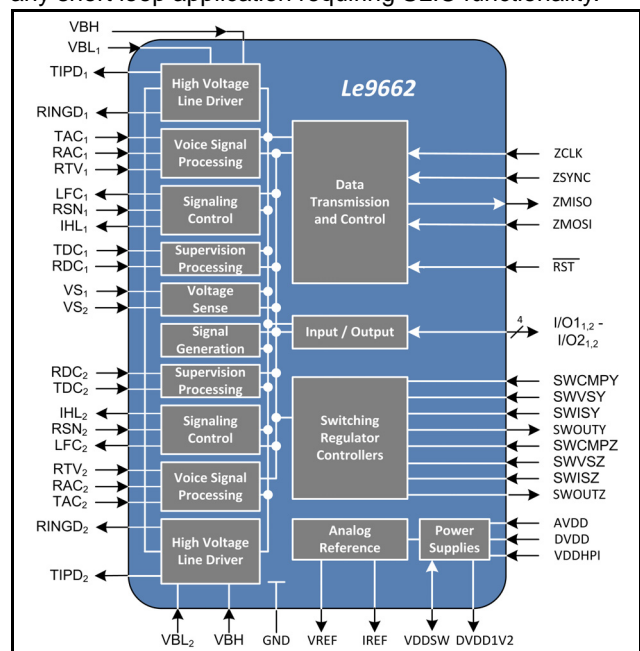 any short loop application requiring SLIC functionality.
VBH
VBL1
TIPD1
RINGD1
TAC1
RAC1
RTV1
LFC1
RSN1
IHL1
TDC1
RDC1
VS1
VS2
RDC2
TDC2
IHL2
RSN2
LFC2
RTV2
RAC2
TAC2
RINGD2
TIPD2
High Voltage
Line Driver
Voice Signal
Processing
Signaling
Control
Supervision
Processing
Voltage
Sense
Signal
Generation
Supervision
Processing
Signaling
Control
Voice Signal
Processing
High Voltage
Line Driver
Le9662
Data
Transmission
and Control
Input / Output
Switching
Regulator
Controllers
Analog
Reference
Power
Supplies
ZCLK
ZSYNC
ZMISO
ZMOSI
RST
4
I/O11,2 -
I/O21,2
SWCMPY
SWVSY
SWISY
SWOUTY
SWCMPZ
SWVSZ
SWISZ
SWOUTZ
AVDD
DVDD
VDDHPI
VBL2
VBH
GND
VREF
IREF
VDDSW
DVDD1V2